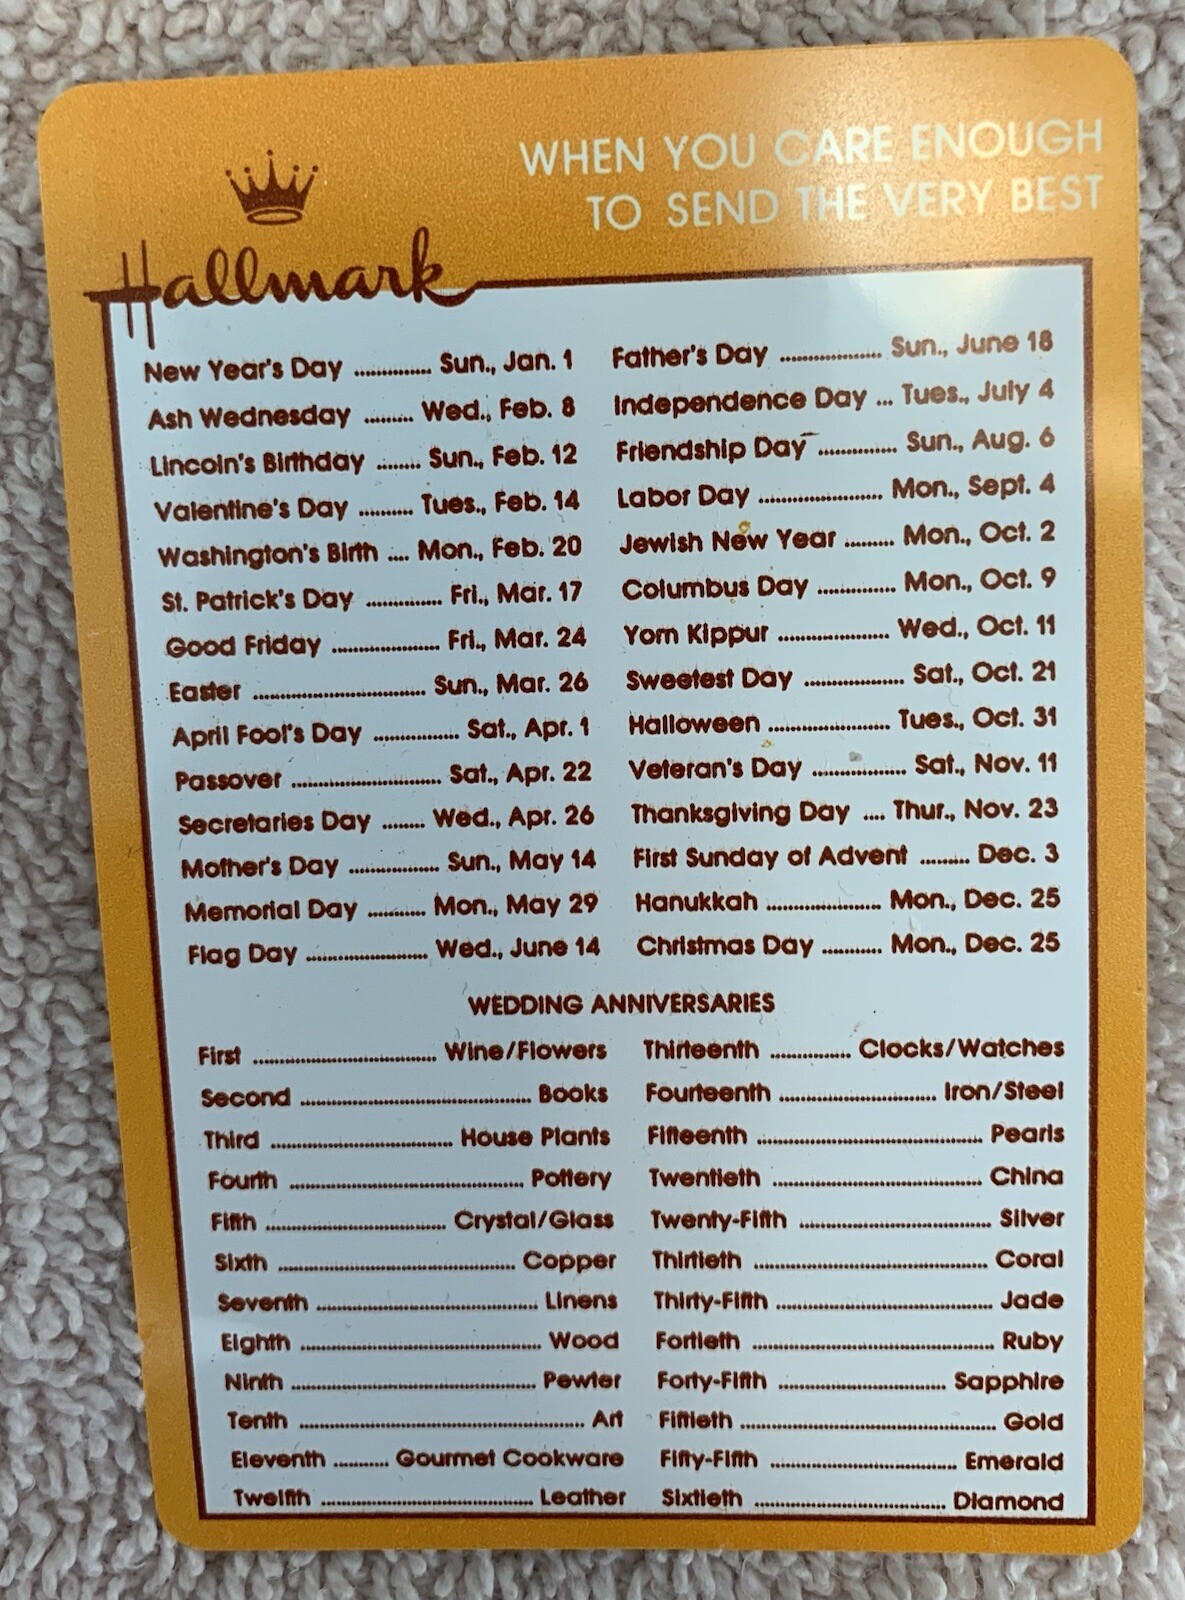 WHEN YOU CARE ENOUGH
TO SEND THE VERY BEST
Hallmark
New Year's Day .............. Sun., Jan. 1
Ash Wednesday ......... Wed., Feb. 8
Lincoln's Birthday ........ Sun., Feb. 12
Valentine's Day .......... Tues., Feb. 14
Washington's Birth .... Mon., Feb. 20
St. Patrick's Day .............. Fri., Mar. 17
Good Friday .................... Fri., Mar. 24
Easter ................................ Sun., Mar. 26
April Fool's Day ................ Sat., Apr. 1
Passover ............................ Sat., Apr. 22
Secretaries Day ........ Wed., Apr. 26
Mother's Day ................. Sun., May 14
Memorial Day ........... Mon., May 29
Flag Day ....................... Wed., June 14
Father's Day ................... Sun., June 18
Independence Day ... Tues., July 4
Friendship Day .............. Sun., Aug. 6
Labor Day ....................... Mon., Sept. 4
Jewish New Year ......... Mon., Oct. 2
Columbus Day .............. Mon., Oct. 9
Yom Kippur ..................... Wed., Oct. 11
Sweetest Day .................. Sat., Oct. 21
Halloween ...................... Tues., Oct. 31
Veteran's Day ................. Sat., Nov. 11
Thanksgiving Day .... Thur., Nov. 23
First Sunday of Advent ......... Dec. 3
Hanukkah ..................... Mon., Dec. 25
Christmas Day ........... Mon., Dec. 25
WEDDING ANNIVERSARIES
First .................................. Wine/Flowers
Second .......................................... Books
Third ................................. House Plants
Fourth .......................................... Pottery
Fifth ................................. Crystal/Glass
Sixth ........................................... Copper
Seventh ........................................ Linens
Eighth ........................................... Wood
Ninth ............................................ Pewter
Tenth .................................................... Art
Eleventh .......... Gourmet Cookware
Twelfth ....................................... Leather
Thirteenth ............... Clocks/Watches
Fourteenth ............................. Iron/Steel
Fifteenth ......................................... Pearls
Twentieth ...................................... China
Twenty-Fifth ................................... Silver
Thirtieth .......................................... Coral
Thirty-Fifth ....................................... Jade
Fortieth ............................................ Ruby
Forty-Fifth .............................. Sapphire
Fiftieth .............................................. Gold
Fifty-Fifth .................................. Emerald
Sixtieth ................................... Diamond